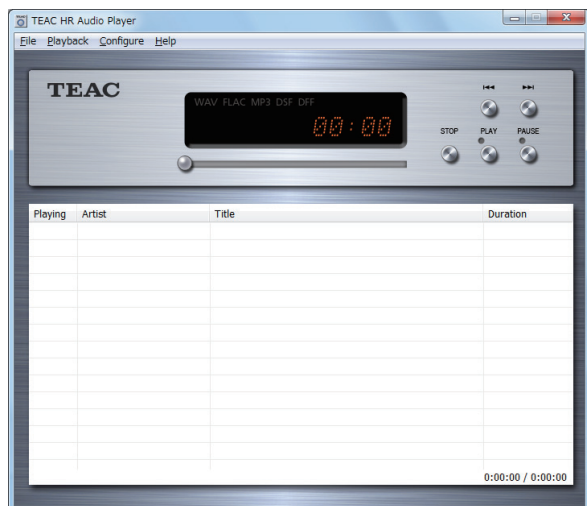 TEAC HR Audio Player
File Playback Configure Help
TEAC
WAV FLAC MP3 DSF DFF
00:00
STOP PLAY PAUSE
Playing Artist Title Duration
0:00:00 / 0:00:00